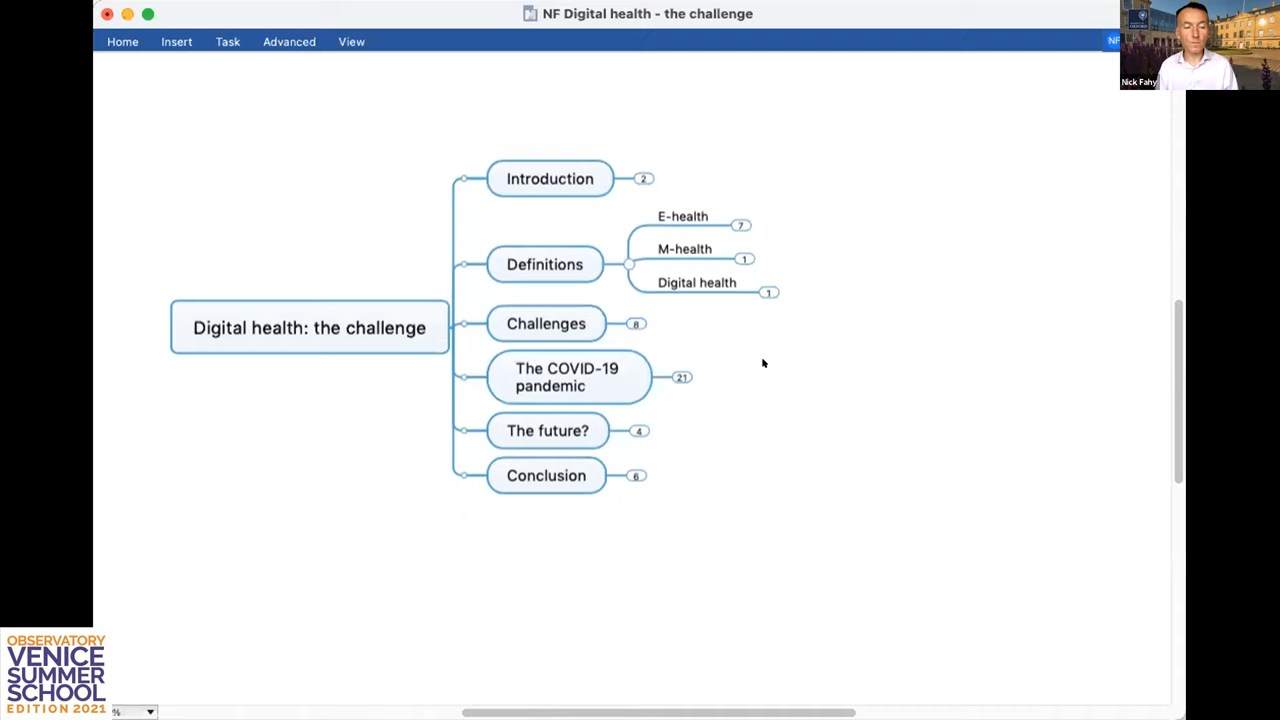 NF Digital health - the challenge
Home Insert Task Advanced View
NF
OXFORD
Nick Fahy
Introduction 2
E-health 7
Definitions
M-health 1
Digital health 1
Digital health: the challenge
Challenges 8
The COVID-19
pandemic
21
The future? 4
Conclusion 6
OBSERVATORY
VENICE
SUMMER
SCHOOL
EDITION 2021
%